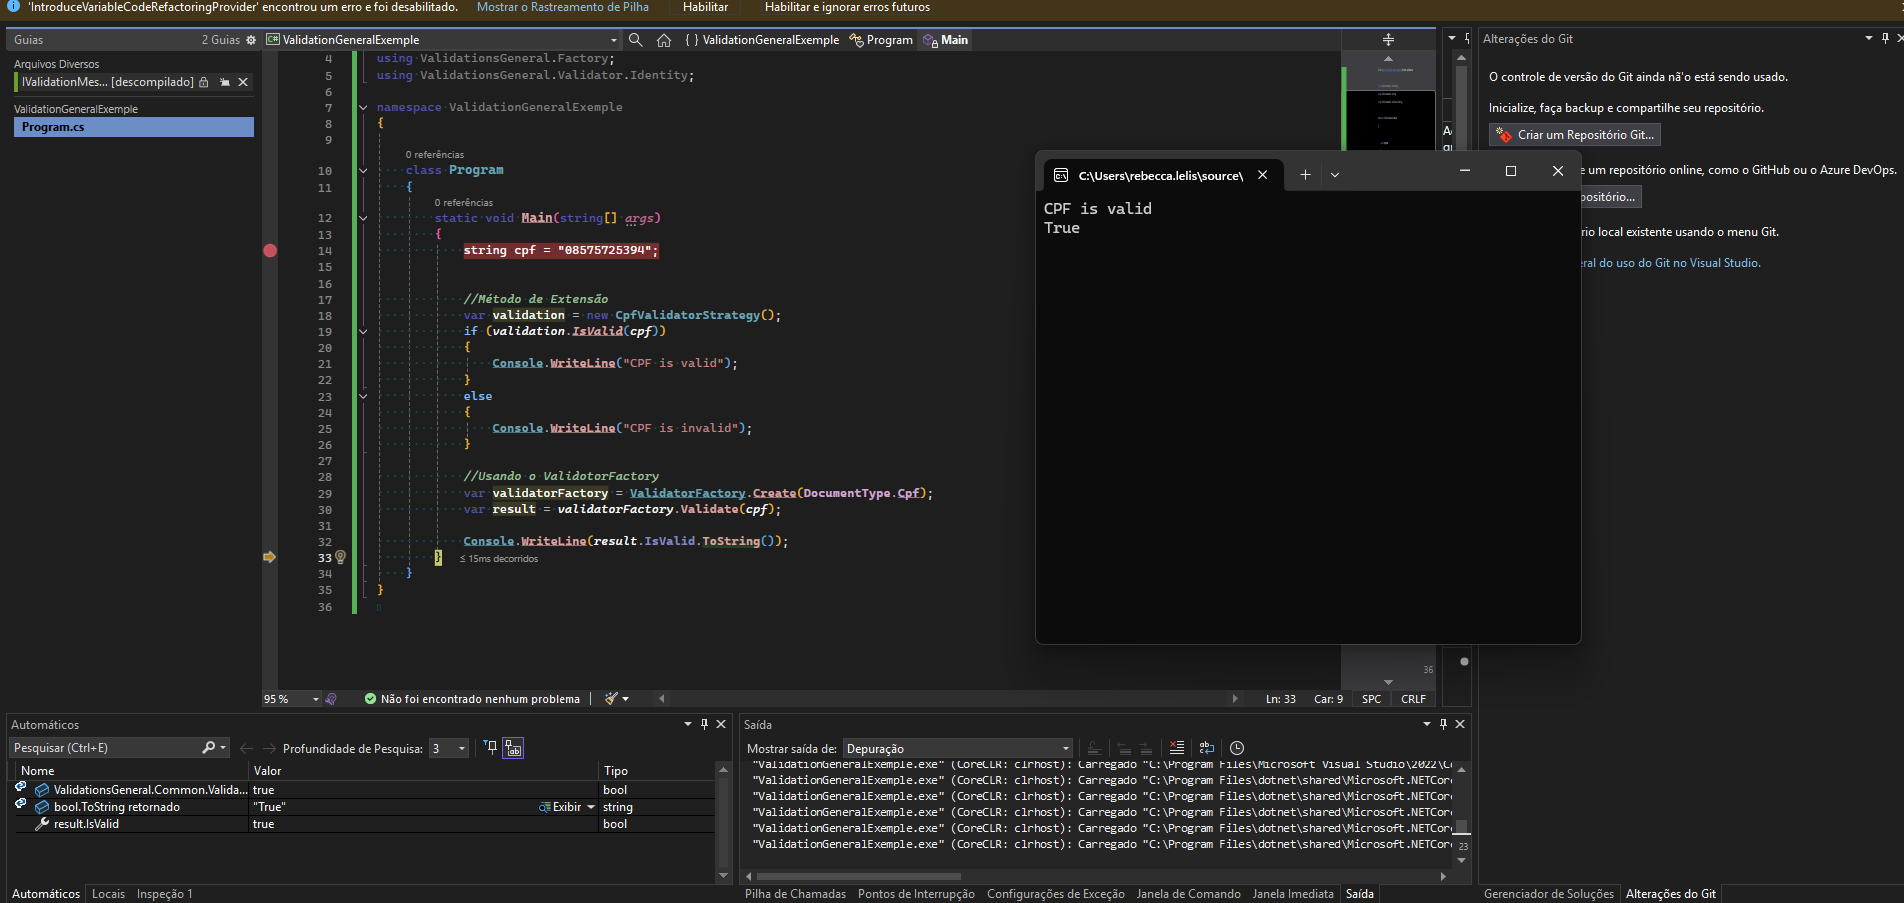 'IntroduceVariableCodeRefactoringProvider' encontrou um erro e foi desabilitado. Mostrar o Rastreamento de Pilha Habilitar Habilitar e ignorar erros futuros
Guias 2 Guias
Arquivos Diversos
IValidationMes... [descompilado]
ValidationGeneralExemple
Program.cs
C# ValidationGeneralExemple { } ValidationGeneralExemple Program Main
4 using ValidationsGeneral.Factory;
5 using ValidationsGeneral.Validator.Identity;
6
7 namespace ValidationGeneralExemple
8 {
9
0 referências
10 class Program
11 {
0 referências
12 static void Main(string[] args)
13 {
14 string cpf = "08575725394";
15
16
17 //Método de Extensão
18 var validation = new CpfValidatorStrategy();
19 if (validation.IsValid(cpf))
20 {
21 Console.WriteLine("CPF is valid");
22 }
23 else
24 {
25 Console.WriteLine("CPF is invalid");
26 }
27
28 //Usando o ValidotorFactory
29 var validatorFactory = ValidatorFactory.Create(DocumentType.Cpf);
30 var result = validatorFactory.Validate(cpf);
31
32 Console.WriteLine(result.IsValid.ToString());
33 } ≤ 15ms decorridos
34 }
35 }
36
36
95 % Não foi encontrado nenhum problema Ln: 33 Car: 9 SPC CRLF
C:\Users\rebecca.lelis\source\
CPF is valid
True
Alterações do Git
O controle de versão do Git ainda nã'o está sendo usado.
Inicialize, faça backup e compartilhe seu repositório.
Criar um Repositório Git...
e um repositório online, como o GitHub ou o Azure DevOps.
positório...
rio local existente usando o menu Git.
eral do uso do Git no Visual Studio.
Automáticos
Pesquisar (Ctrl+E) Profundidade de Pesquisa: 3
Nome Valor Tipo
ValidationsGeneral.Common.Valida... true bool
bool.ToString retornado "True" Exibir string
result.IsValid true bool
Automáticos Locais Inspeção 1
Saída
Mostrar saída de: Depuração
"ValidationGeneralExemple.exe" (CoreCLR: clrhost): Carregado "C:\Program Files\Microsoft Visual Studio\2022\Co
"ValidationGeneralExemple.exe" (CoreCLR: clrhost): Carregado "C:\Program Files\dotnet\shared\Microsoft.NETCore
"ValidationGeneralExemple.exe" (CoreCLR: clrhost): Carregado "C:\Program Files\dotnet\shared\Microsoft.NETCore
"ValidationGeneralExemple.exe" (CoreCLR: clrhost): Carregado "C:\Program Files\dotnet\shared\Microsoft.NETCore
"ValidationGeneralExemple.exe" (CoreCLR: clrhost): Carregado "C:\Program Files\dotnet\shared\Microsoft.NETCore
"ValidationGeneralExemple.exe" (CoreCLR: clrhost): Carregado "C:\Program Files\dotnet\shared\Microsoft.NETCore
23
Pilha de Chamadas Pontos de Interrupção Configurações de Exceção Janela de Comando Janela Imediata Saída
Gerenciador de Soluções Alterações do Git